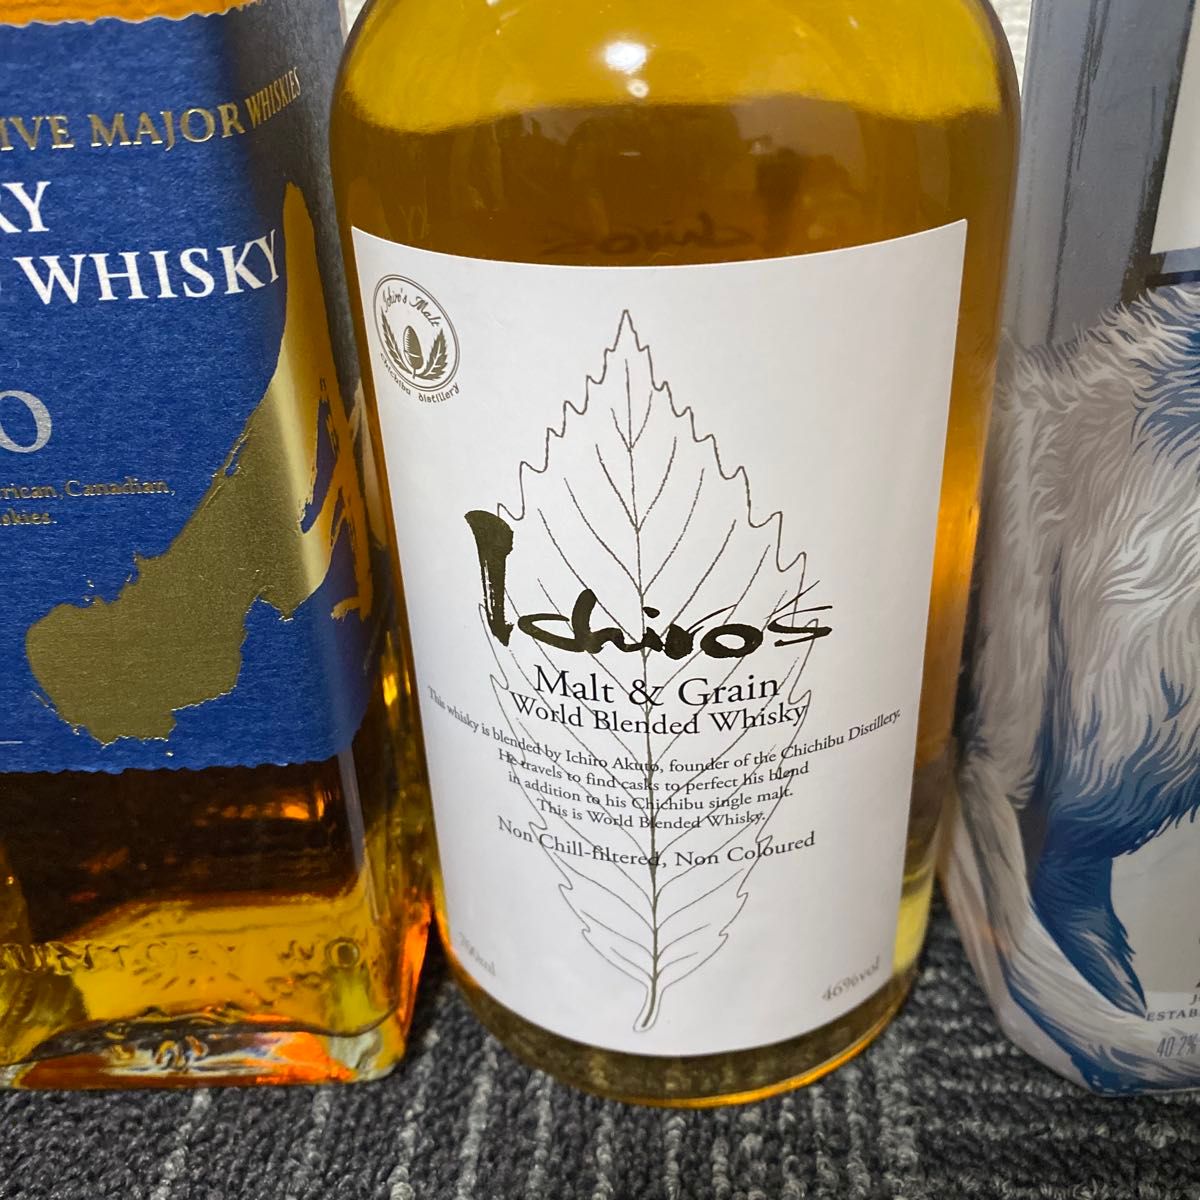 IVE MAJOR WHISKIES
RY
WHISKY
O
rican, Canadian,
skies.
SUNTORY
Ichiro's Malt
chichibu distillery
Ichiro's
Malt & Grain
World Blended Whisky
This whisky is blended by Ichiro Akuto, founder of the Chichibu Distillery.
He travels to find casks to perfect his blend
in addition to his Chichibu single malt.
This is World Blended Whisky.
Non Chill-filtered, Non Coloured
700ml
46%vol
ESTAB
40.2%